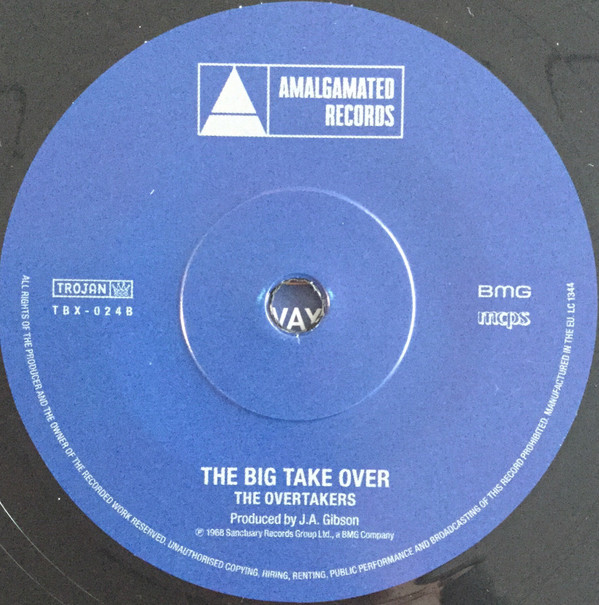 AMALGAMATED
RECORDS
TROJAN
TBX-024B
BMG
mcps
VAY
THE BIG TAKE OVER
THE OVERTAKERS
Produced by J.A. Gibson
℗ 1968 Sanctuary Records Group Ltd., a BMG Company
ALL RIGHTS OF THE PRODUCER AND THE OWNER OF THE RECORDED WORK RESERVED. UNAUTHORISED COPYING, HIRING, RENTING, PUBLIC PERFORMANCE AND BROADCASTING OF THIS RECORD PROHIBITED. MANUFACTURED IN THE EU. LC 1344